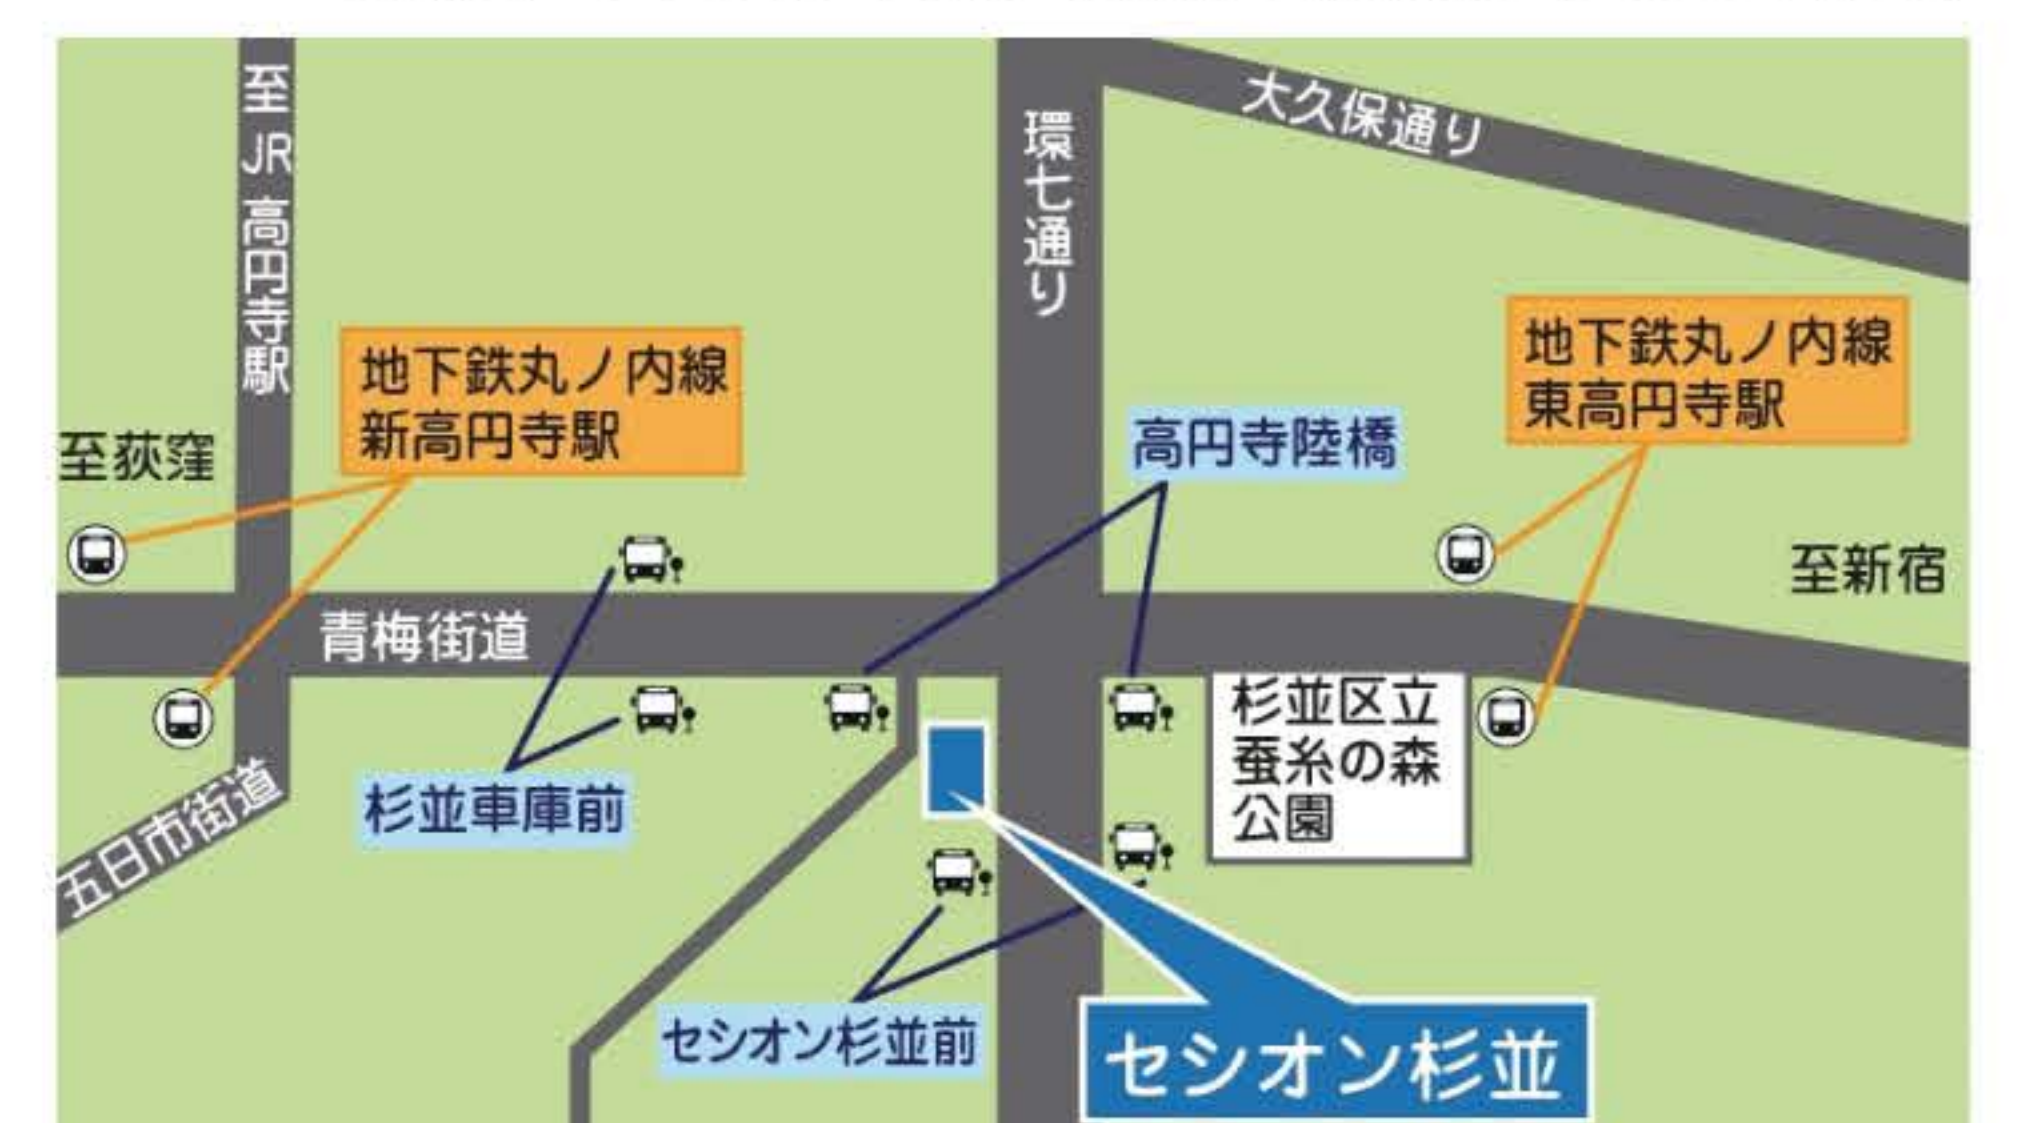 至JR高円寺駅
環七通り
大久保通り
地下鉄丸ノ内線
新高円寺駅
地下鉄丸ノ内線
東高円寺駅
至荻窪
高円寺陸橋
至新宿
青梅街道
杉並区立
蚕糸の森
公園
五日市街道
杉並車庫前
セシオン杉並前
セシオン杉並